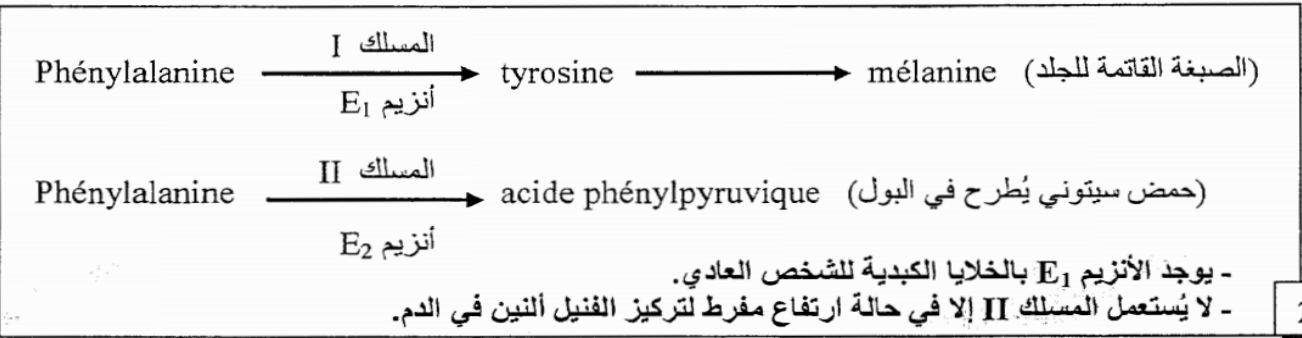 المسلك I
Phénylalanine tyrosine mélanine (الصبغة القاتمة للجلد)
أنزيم E₁
المسلك II
Phénylalanine acide phénylpyruvique (حمض سيتوني يُطرح في البول)
أنزيم E₂
- يوجد الأنزيم E₁ بالخلايا الكبدية للشخص العادي.
- لا يُستعمل المسلك II إلا في حالة ارتفاع مفرط لتركيز الفنيل ألنين في الدم.